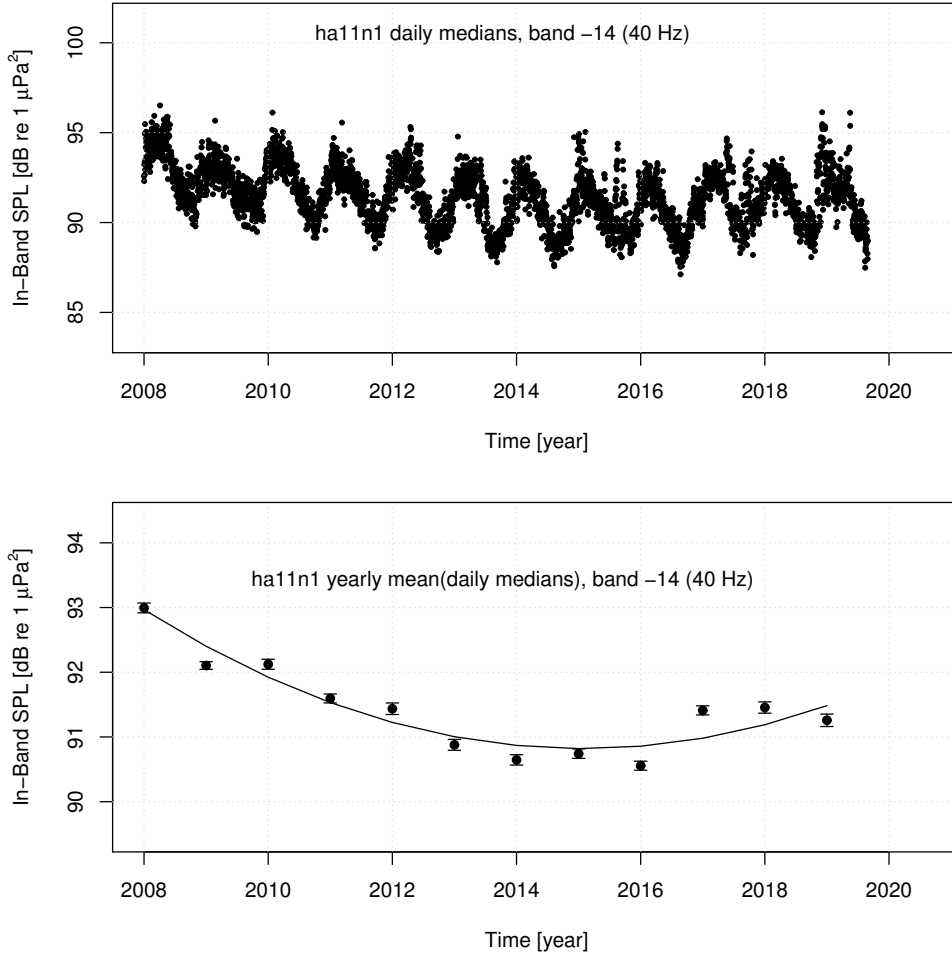 ha11n1 daily medians, band −14 (40 Hz)
In−Band SPL [dB re 1 μPa²]
100
95
90
85
2008 2010 2012 2014 2016 2018 2020
Time [year]
ha11n1 yearly mean(daily medians), band −14 (40 Hz)
In−Band SPL [dB re 1 μPa²]
94
93
92
91
90
2008 2010 2012 2014 2016 2018 2020
Time [year]